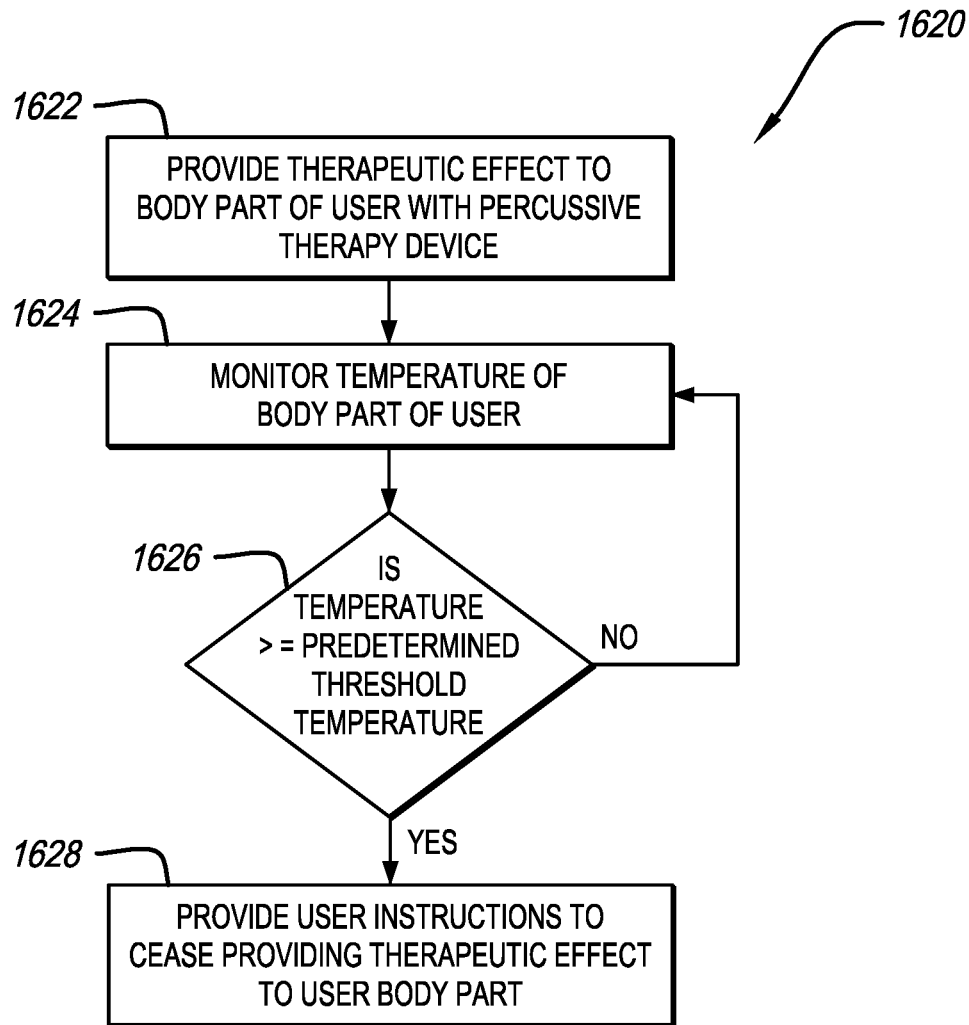 1620
1622
PROVIDE THERAPEUTIC EFFECT TO
BODY PART OF USER WITH PERCUSSIVE
THERAPY DEVICE
1624
MONITOR TEMPERATURE OF
BODY PART OF USER
1626
IS
TEMPERATURE
> = PREDETERMINED
THRESHOLD
TEMPERATURE
NO
YES
1628
PROVIDE USER INSTRUCTIONS TO
CEASE PROVIDING THERAPEUTIC EFFECT
TO USER BODY PART